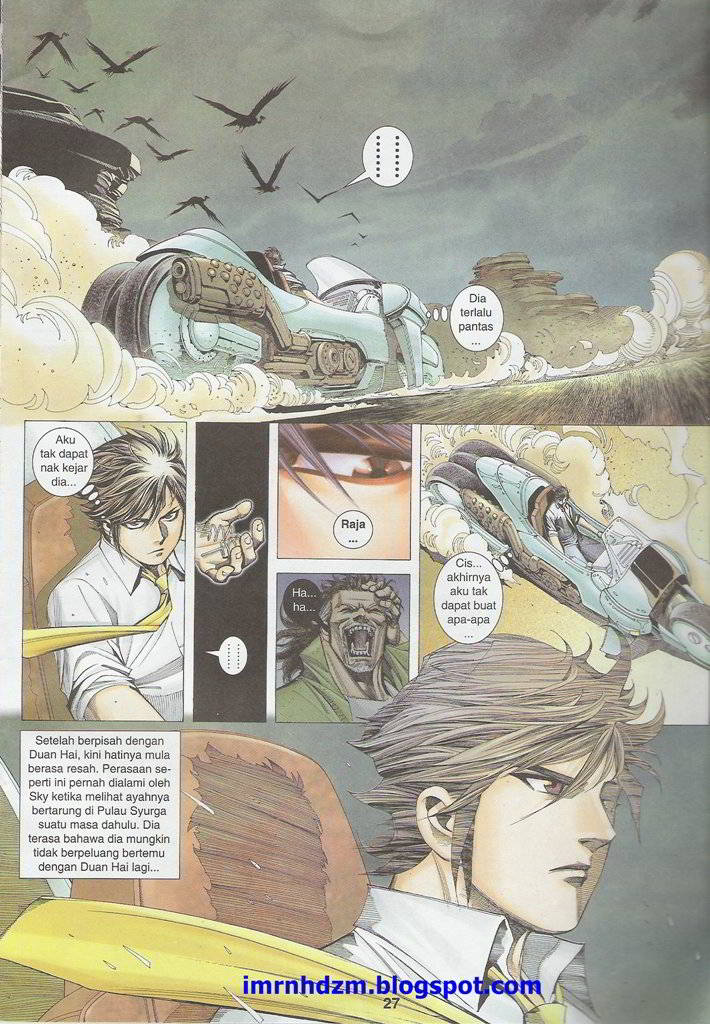 Dia
terlalu
pantas
...
Aku
tak dapat
nak kejar
dia...
Raja
...
Ha...
ha...
Cis...
akhirnya
aku tak
dapat buat
apa-apa
...
Setelah berpisah dengan
Duan Hai, kini hatinya mula
berasa resah. Perasaan se-
perti ini pernah dialami oleh
Sky ketika melihat ayahnya
bertarung di Pulau Syurga
suatu masa dahulu. Dia
terasa bahawa dia mungkin
tidak berpeluang bertemu
dengan Duan Hai lagi...
imrnhdzm.blogspot.com
27